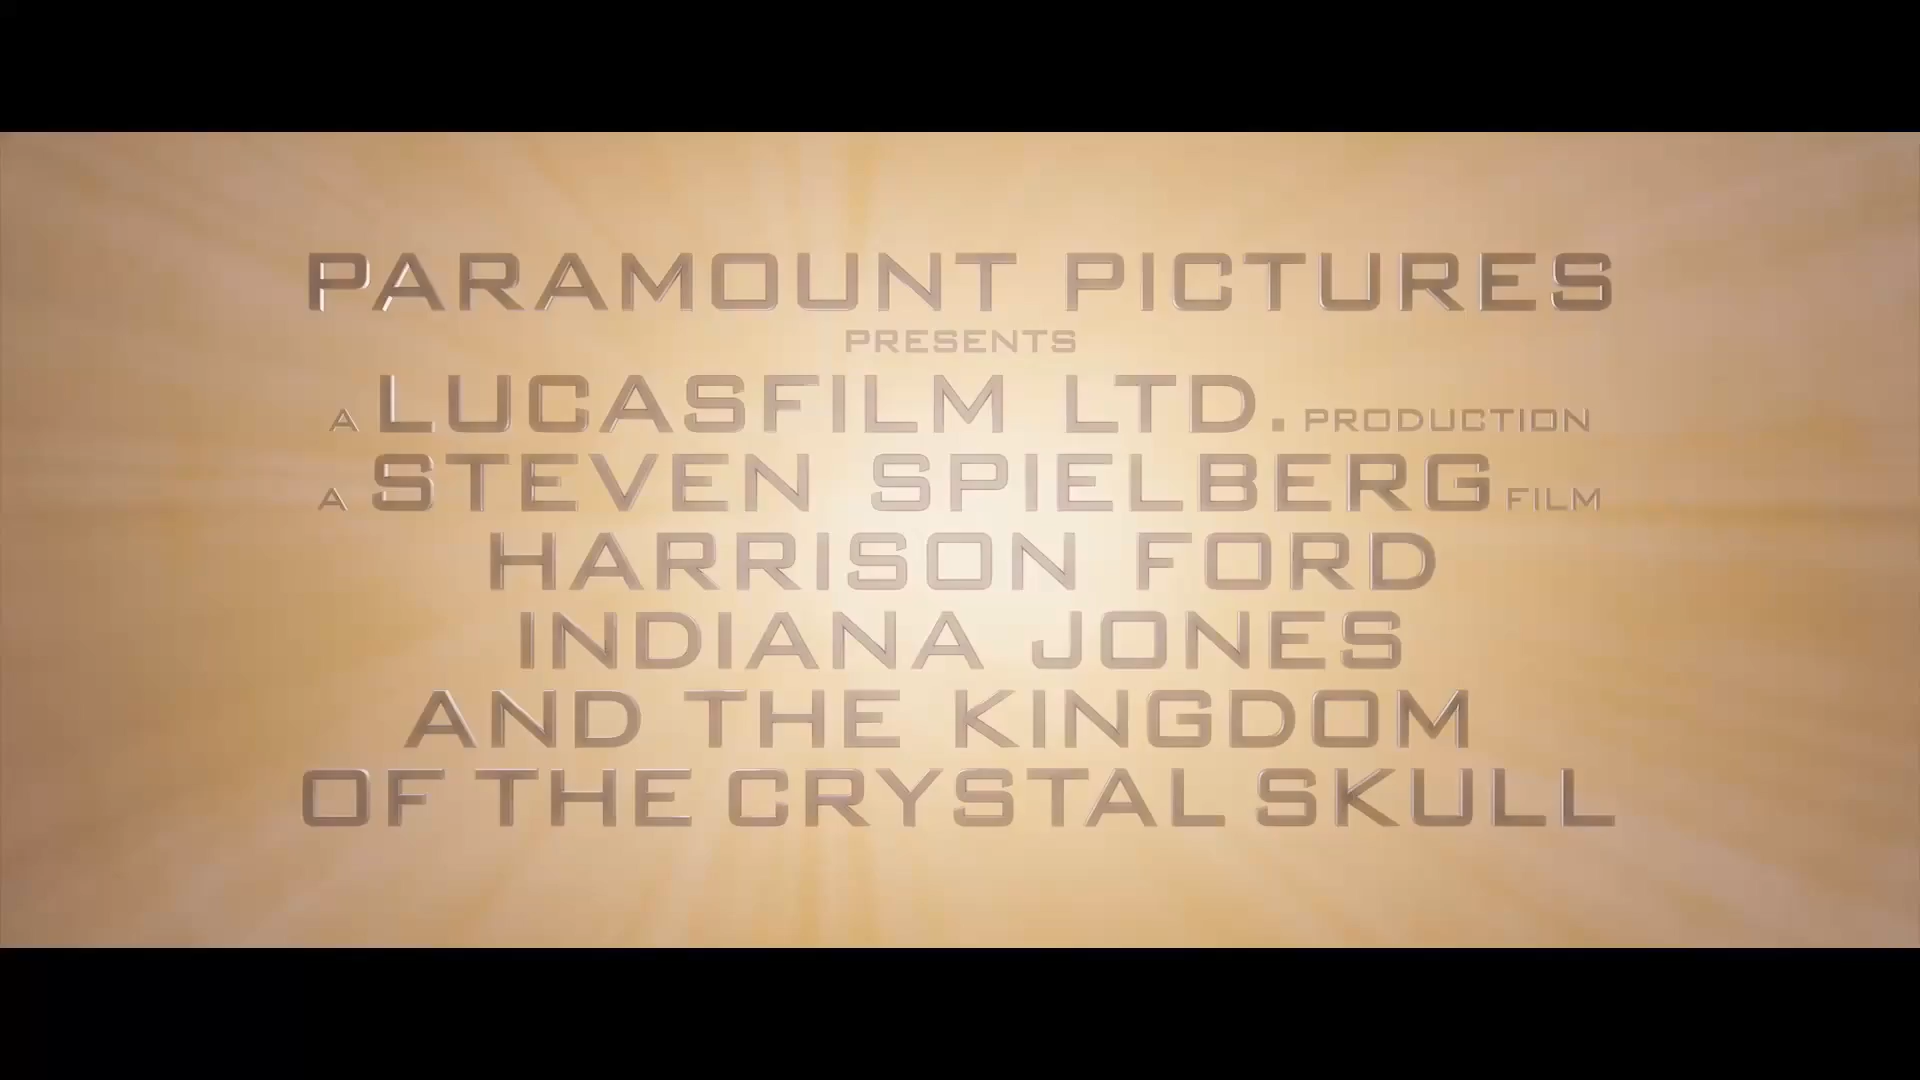 PARAMOUNT PICTURES
PRESENTS
A LUCASFILM LTD. PRODUCTION
A STEVEN SPIELBERG FILM
HARRISON FORD
INDIANA JONES
AND THE KINGDOM
OF THE CRYSTAL SKULL